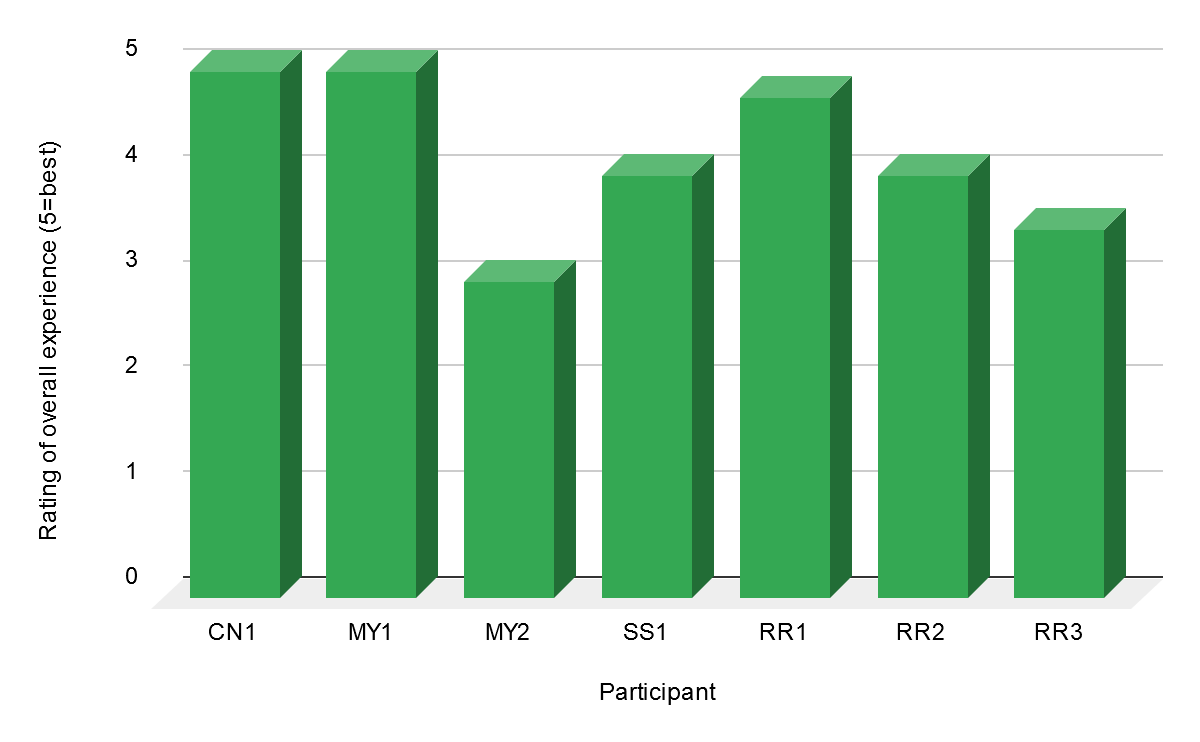 Rating of overall experience (5=best)
5
4
3
2
1
0
CN1
MY1
MY2
SS1
RR1
RR2
RR3
Participant